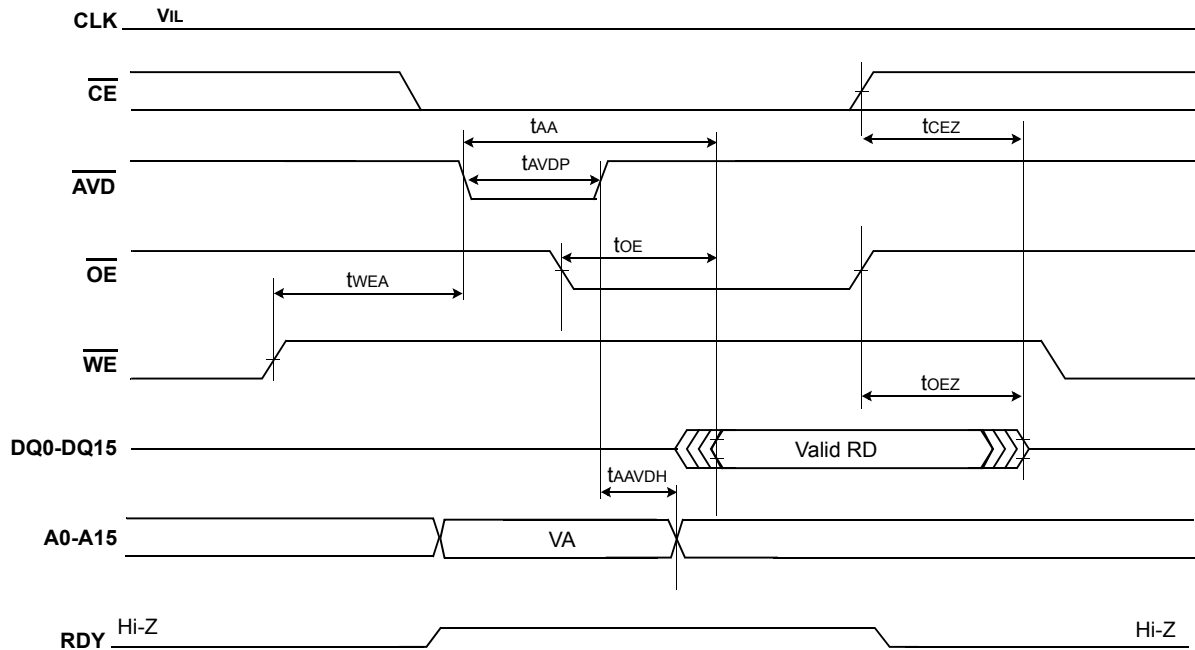 CLK VIL
CE
tAA
tCEZ
tAVDP
AVD
tOE
OE
tWEA
WE
tOEZ
DQ0-DQ15 Valid RD
tAAVDH
A0-A15 VA
RDY Hi-Z Hi-Z